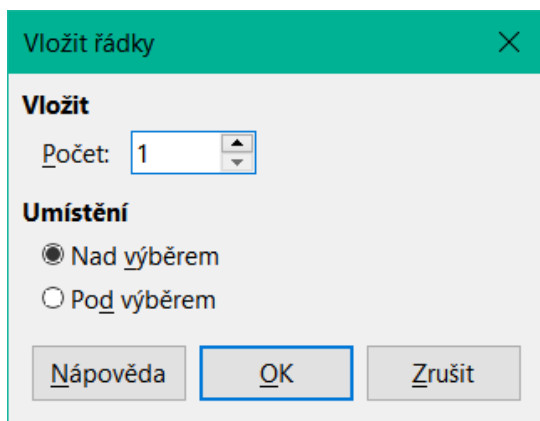 Vložit řádky
Vložit
Počet: 1
Umístění
Nad výběrem
Pod výběrem
Nápověda OK Zrušit